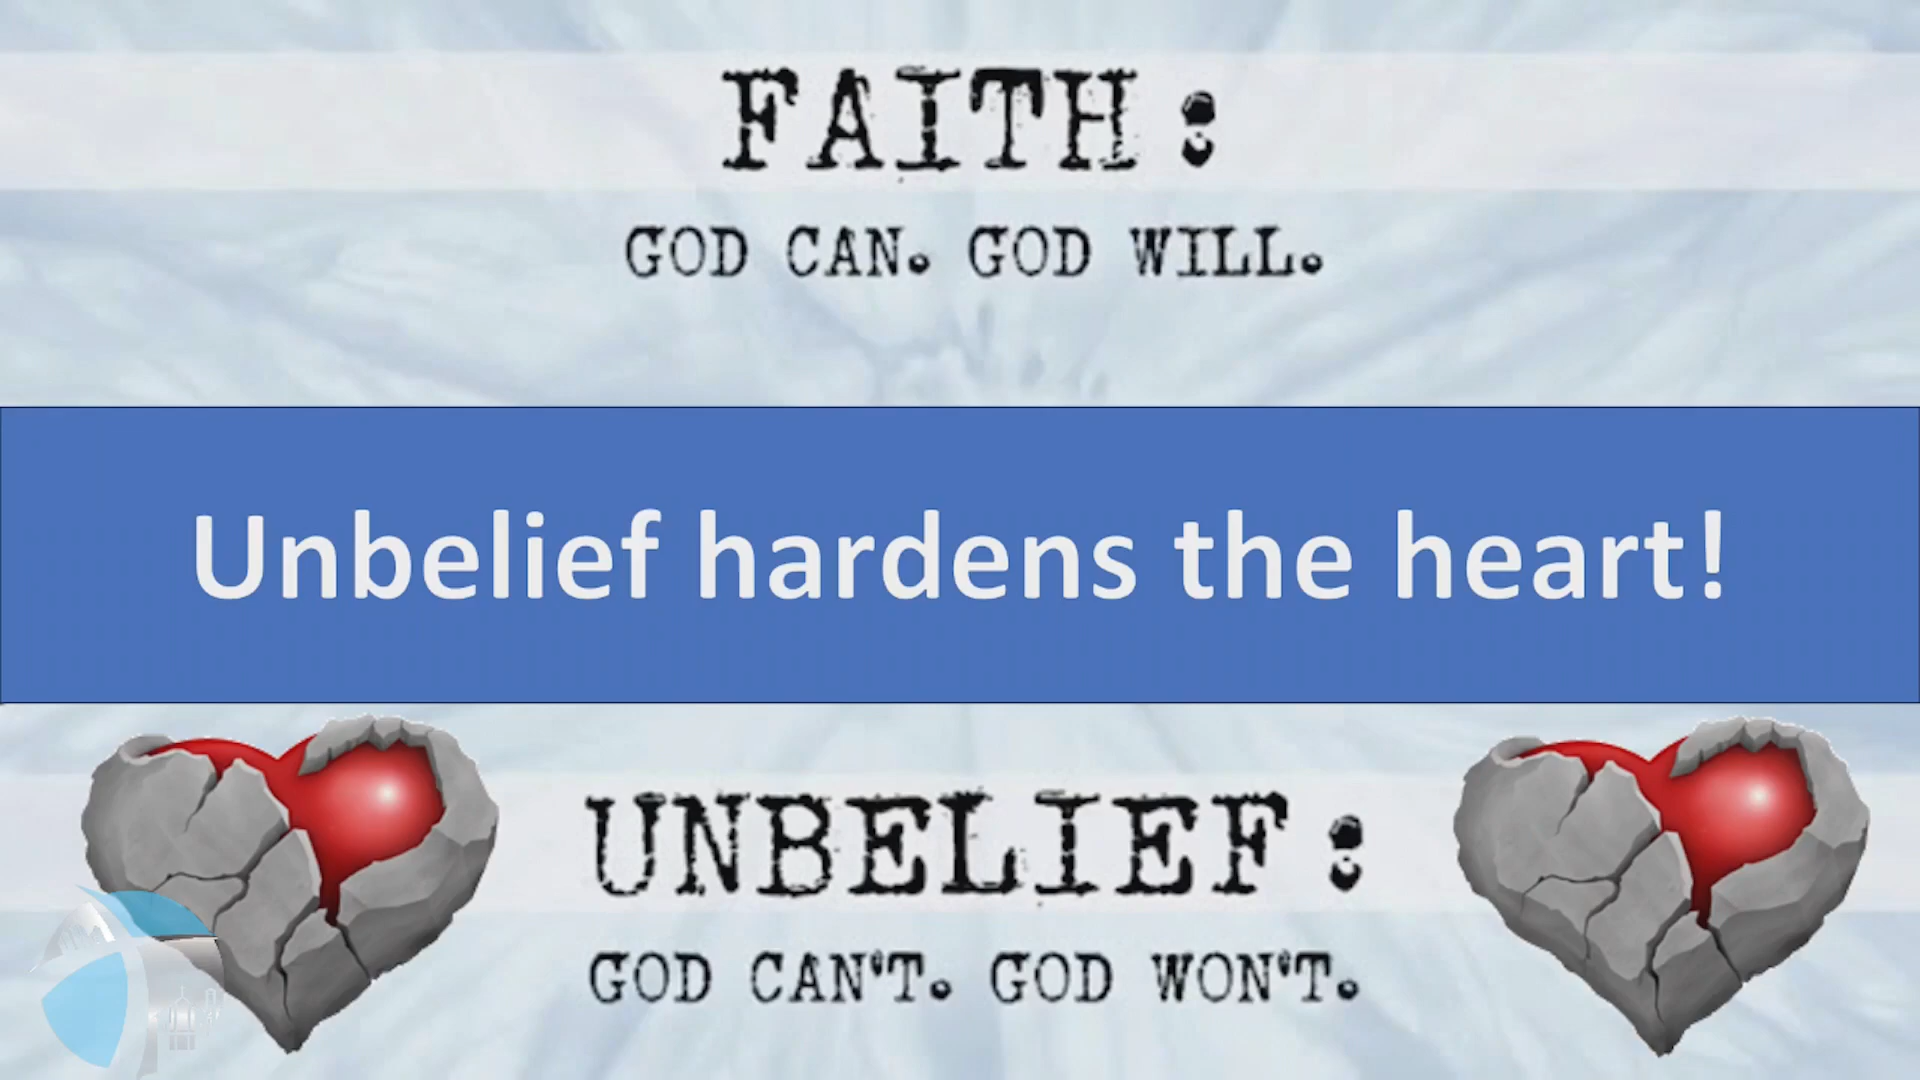 FAITH:
GOD CAN. GOD WILL.
Unbelief hardens the heart!
UNBELIEF:
GOD CAN'T. GOD WON'T.